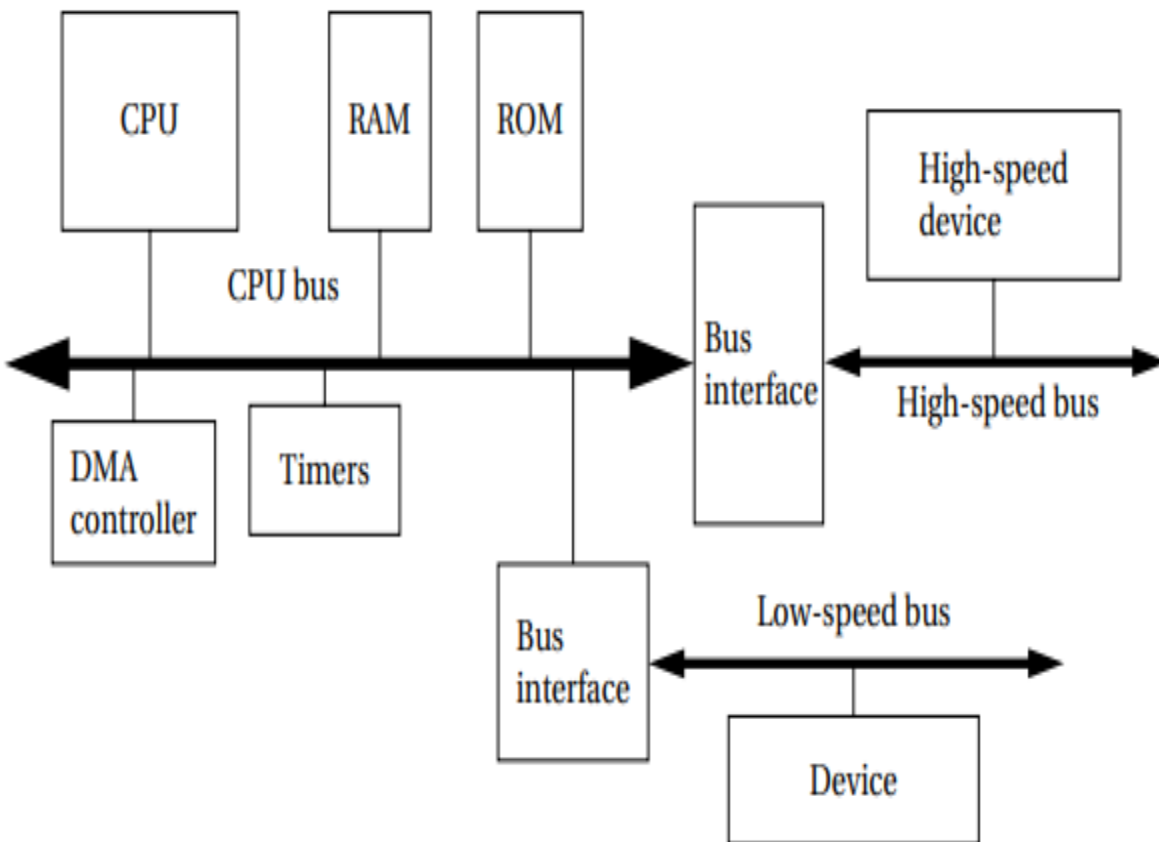 CPU
RAM
ROM
High-speed
device
CPU bus
Bus
interface
High-speed bus
DMA
controller
Timers
Bus
interface
Low-speed bus
Device